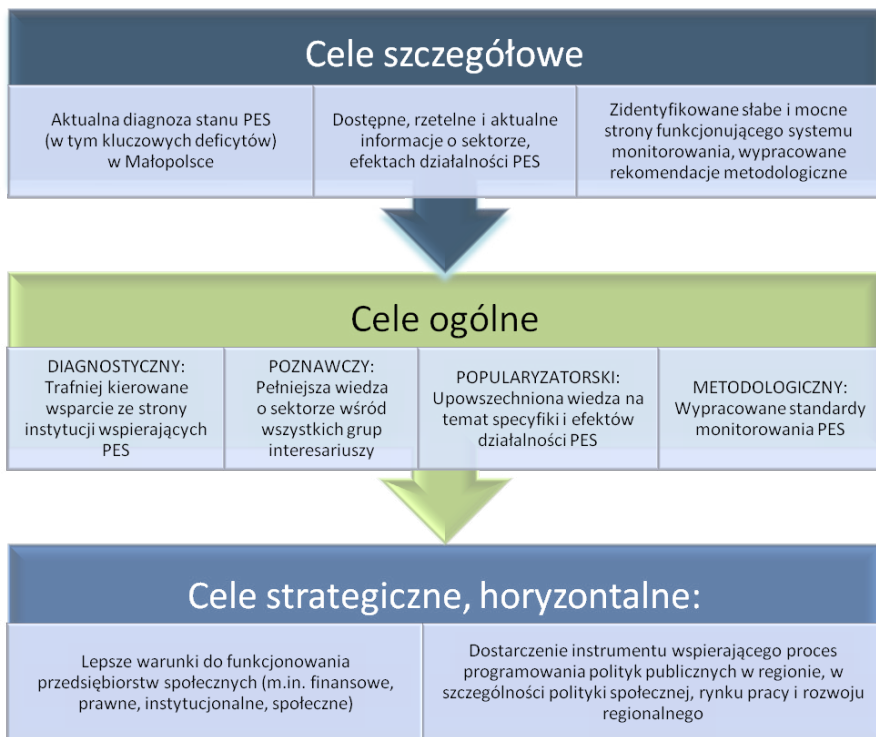 Cele szczegółowe
Aktualna diagnoza stanu PES
(w tym kluczowych deficytów)
w Małopolsce
Dostępne, rzetelne i aktualne
informacje o sektorze,
efektach działalności PES
Zidentyfikowane słabe i mocne
strony funkcjonującego systemu
monitorowania, wypracowane
rekomendacje metodologiczne
Cele ogólne
DIAGNOSTYCZNY:
Trafniej kierowane
wsparcie ze strony
instytucji wspierających
PES
POZNAWCZY:
Pełniejsza wiedza
o sektorze wśród
wszystkich grup
interesariuszy
POPULARYZATORSKI:
Upowszechniona wiedza na
temat specyfiki i efektów
działalności PES
METODOLOGICZNY:
Wypracowane standardy
monitorowania PES
Cele strategiczne, horyzontalne:
Lepsze warunki do funkcjonowania
przedsiębiorstw społecznych (m.in. finansowe,
prawne, instytucjonalne, społeczne)
Dostarczenie instrumentu wspierającego proces
programowania polityk publicznych w regionie, w
szczególności polityki społecznej, rynku pracy i rozwoju
regionalnego